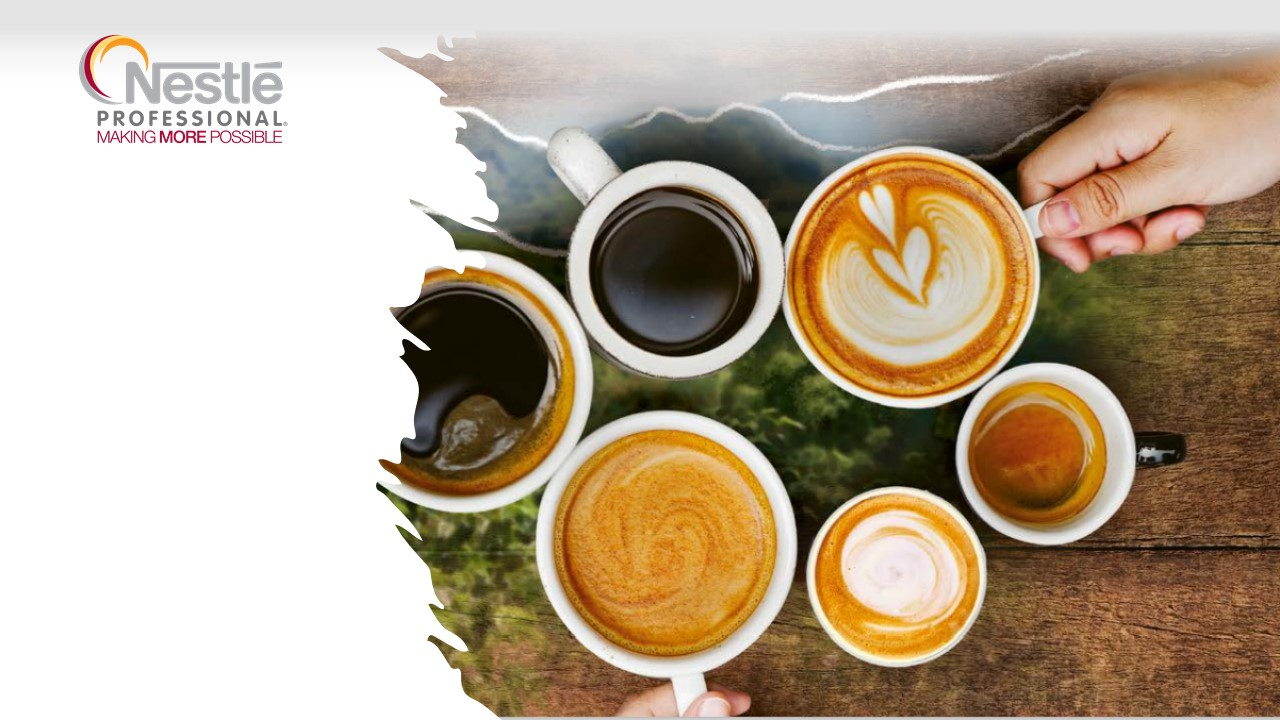 Nestlé
PROFESSIONAL®
MAKING MORE POSSIBLE